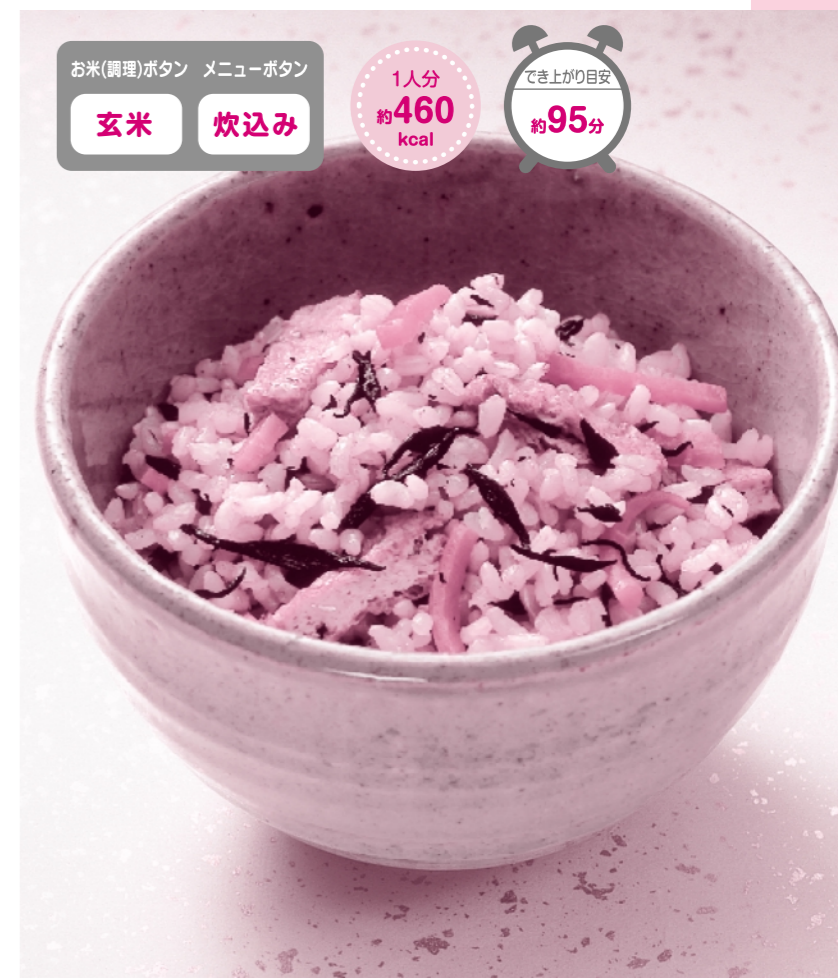 お米(調理)ボタン メニューボタン
玄米 炊込み
1人分
約460
kcal
でき上がり目安
約95分